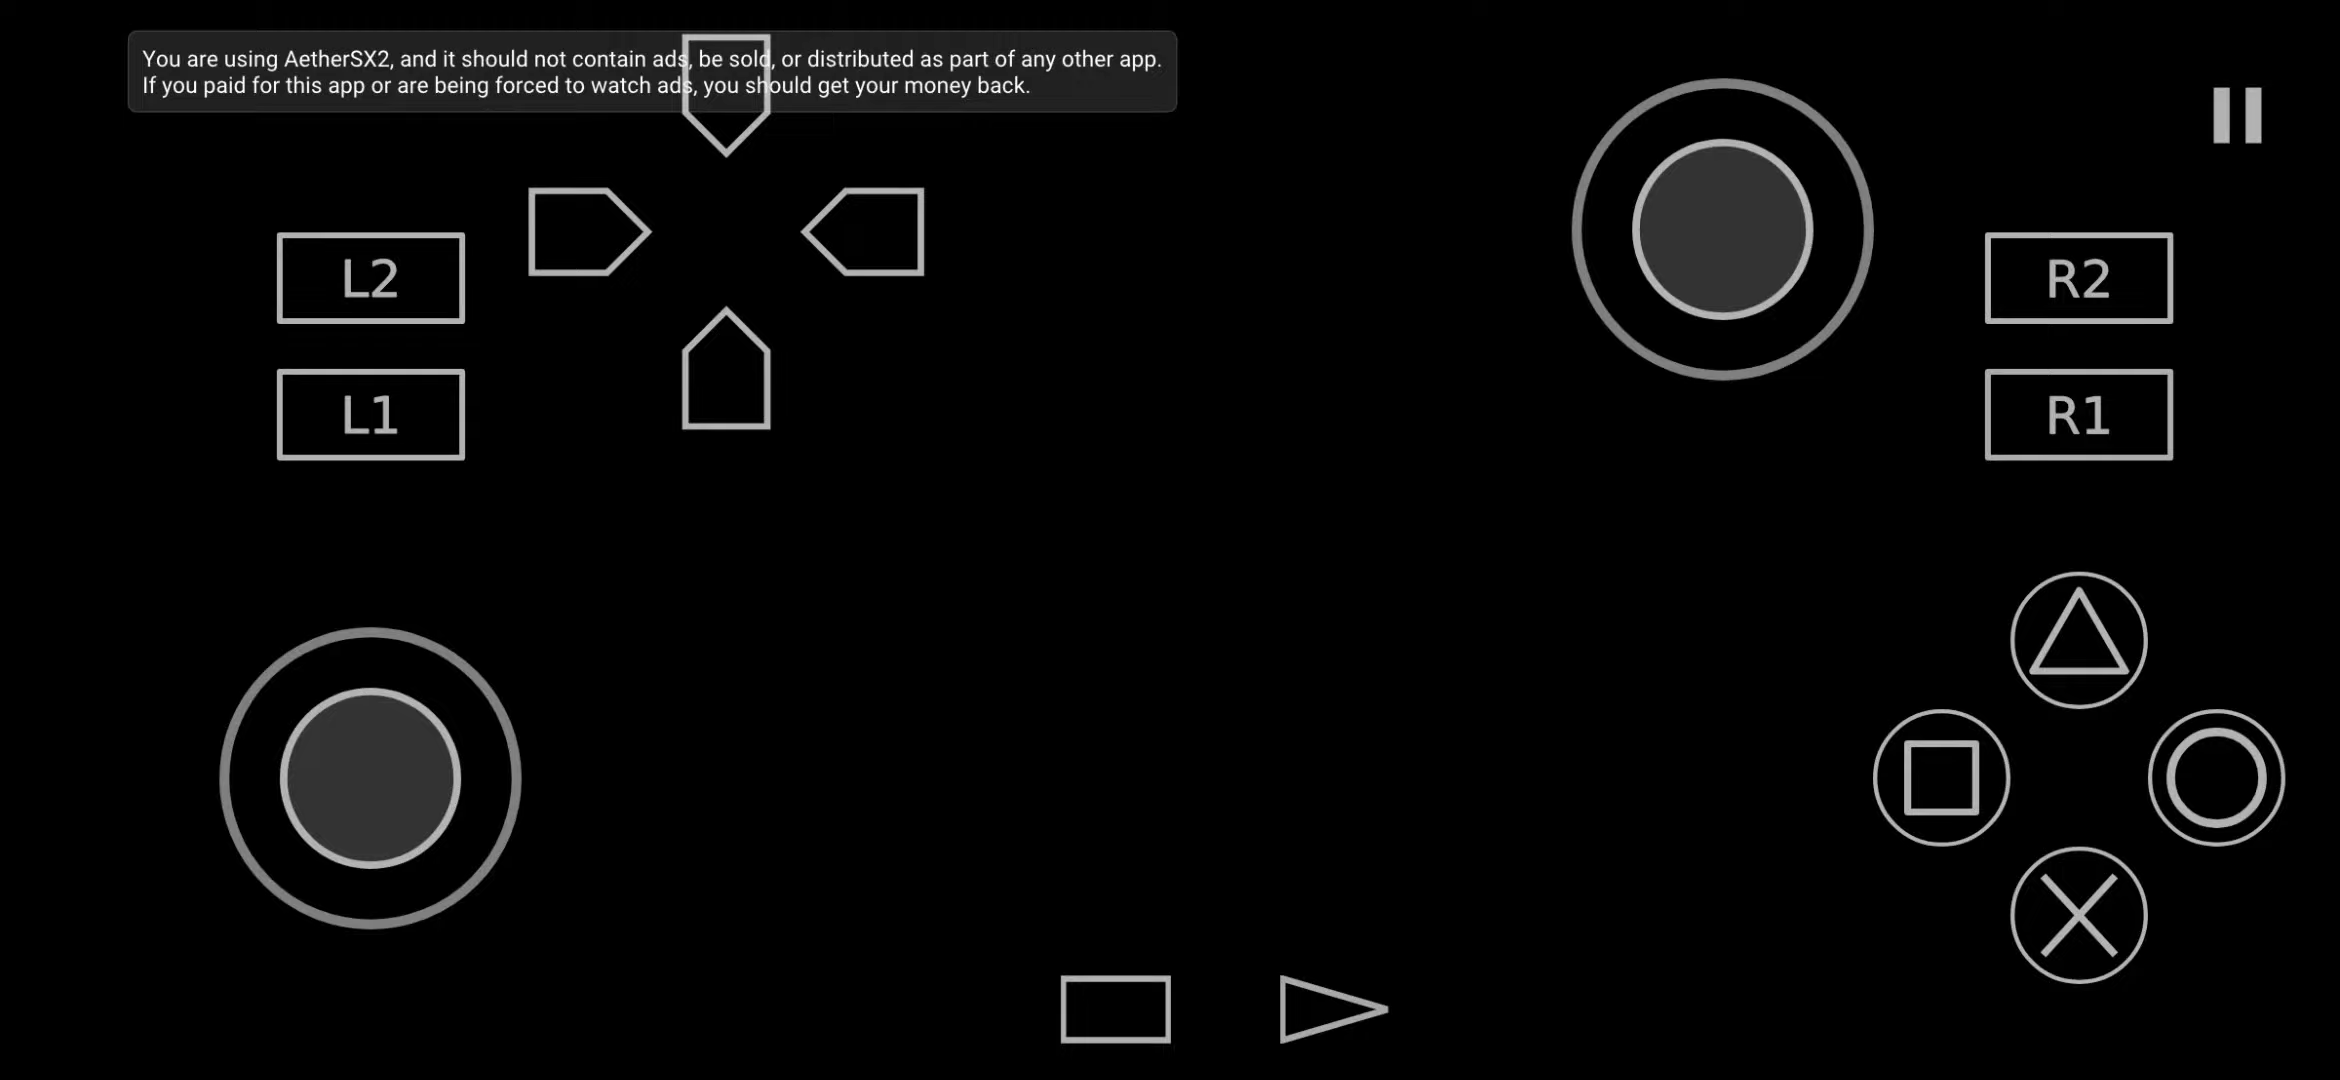 You are using AetherSX2, and it should not contain ads, be sold, or distributed as part of any other app.
If you paid for this app or are being forced to watch ads, you should get your money back.
L2
R2
L1
R1